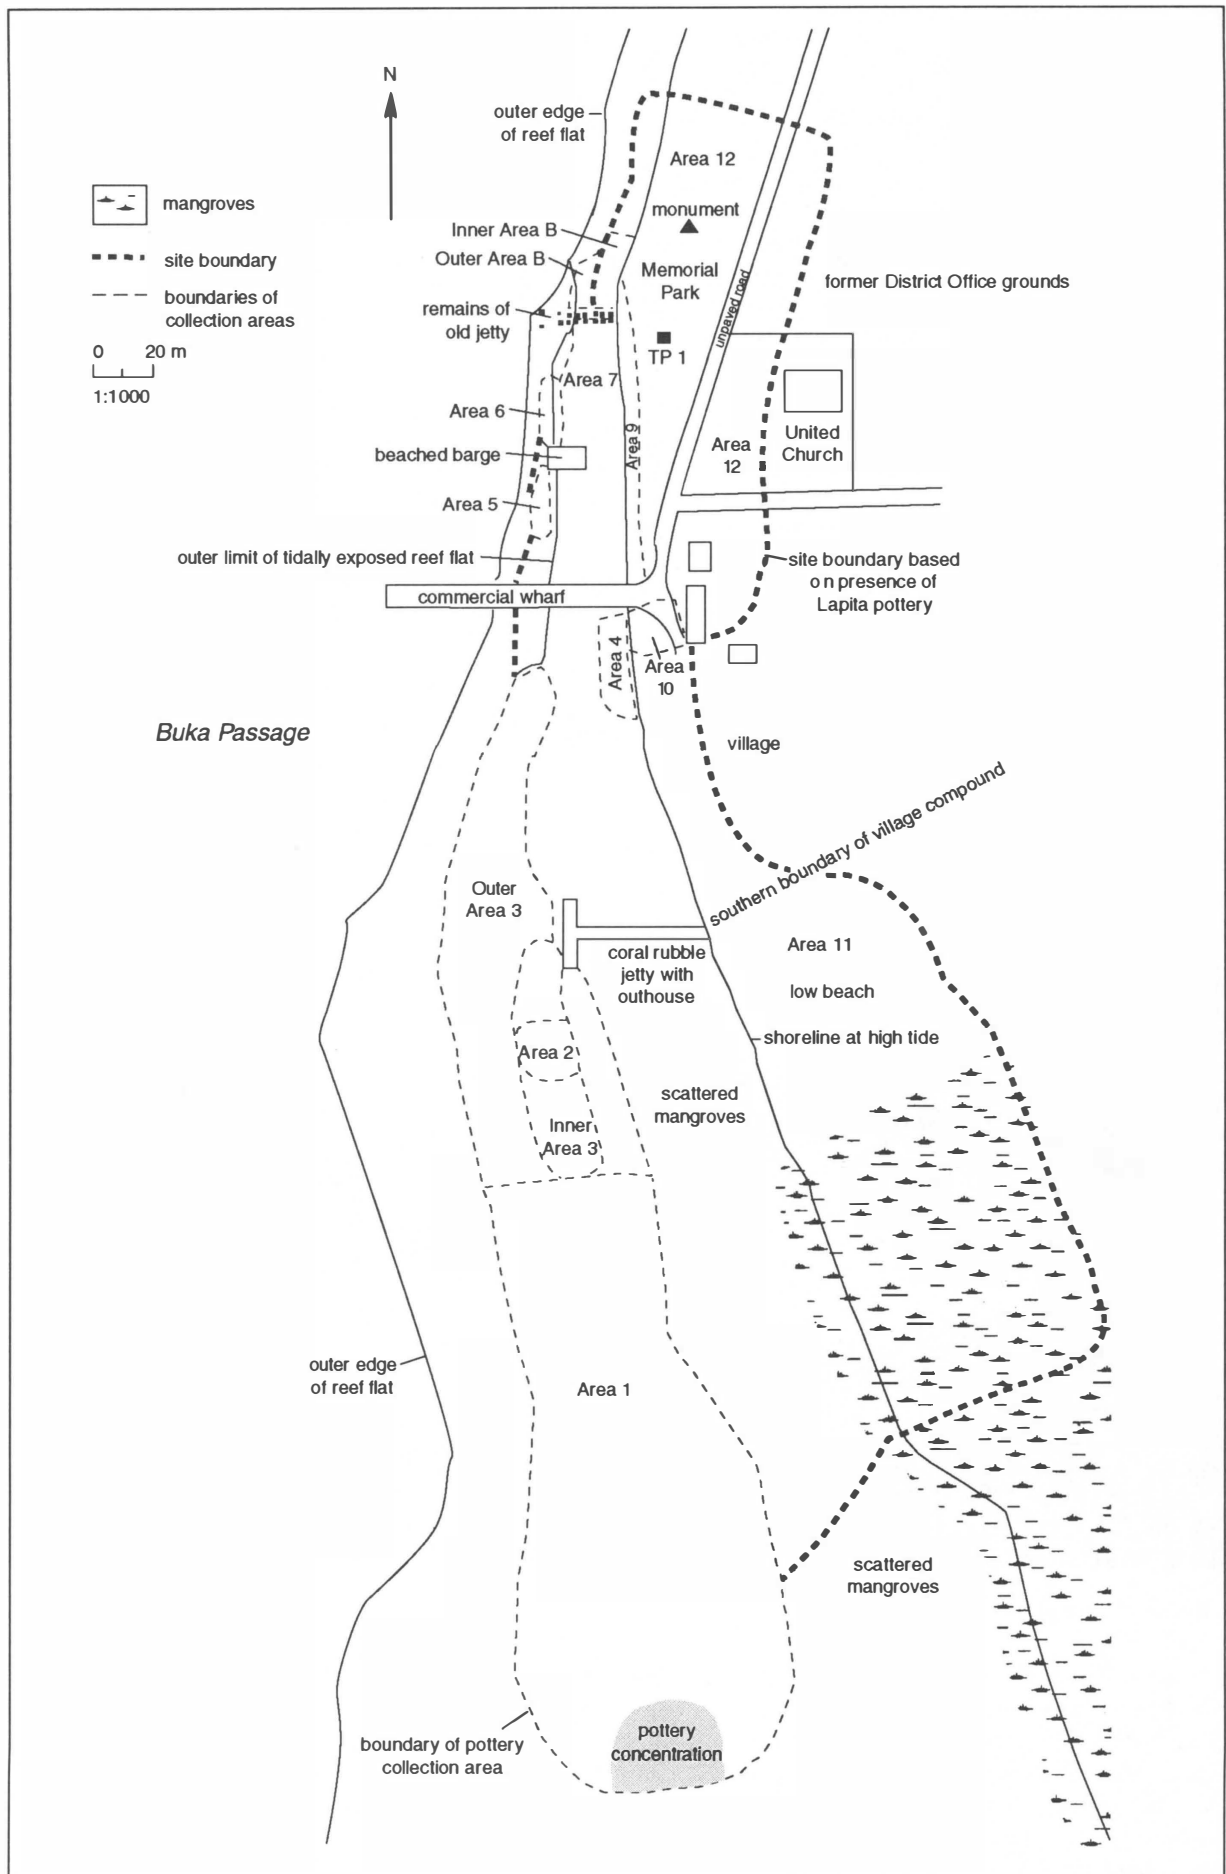 N
outer edge
of reef flat
Area 12
mangroves
monument
Inner Area B
Outer Area B
site boundary
Memorial
Park
former District Office grounds
unpaved road
boundaries of
collection areas
remains of
old jetty
0 20 m
1:1000
TP 1
Area 7
Area 6
Area 9
United
Church
Area
12
beached barge
Area 5
outer limit of tidally exposed reef flat
site boundary based
on presence of
Lapita pottery
commercial wharf
Area 4
Area
10
Buka Passage
village
southern boundary of village compound
Outer
Area 3
Area 11
coral rubble
jetty with
outhouse
low beach
shoreline at high tide
Area 2
scattered
mangroves
Inner
Area 3
outer edge
of reef flat
Area 1
scattered
mangroves
boundary of pottery
collection area
pottery
concentration